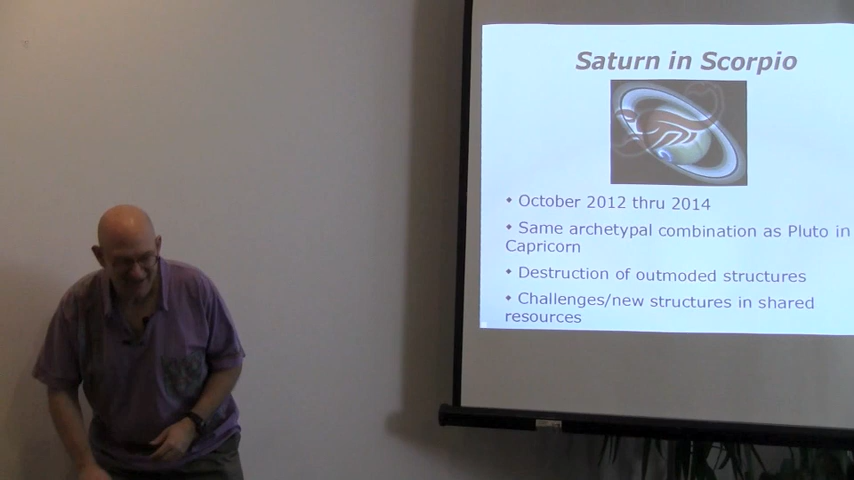 Saturn in Scorpio
• October 2012 thru 2014
• Same archetypal combination as Pluto in
Capricorn
• Destruction of outmoded structures
• Challenges/new structures in shared
resources